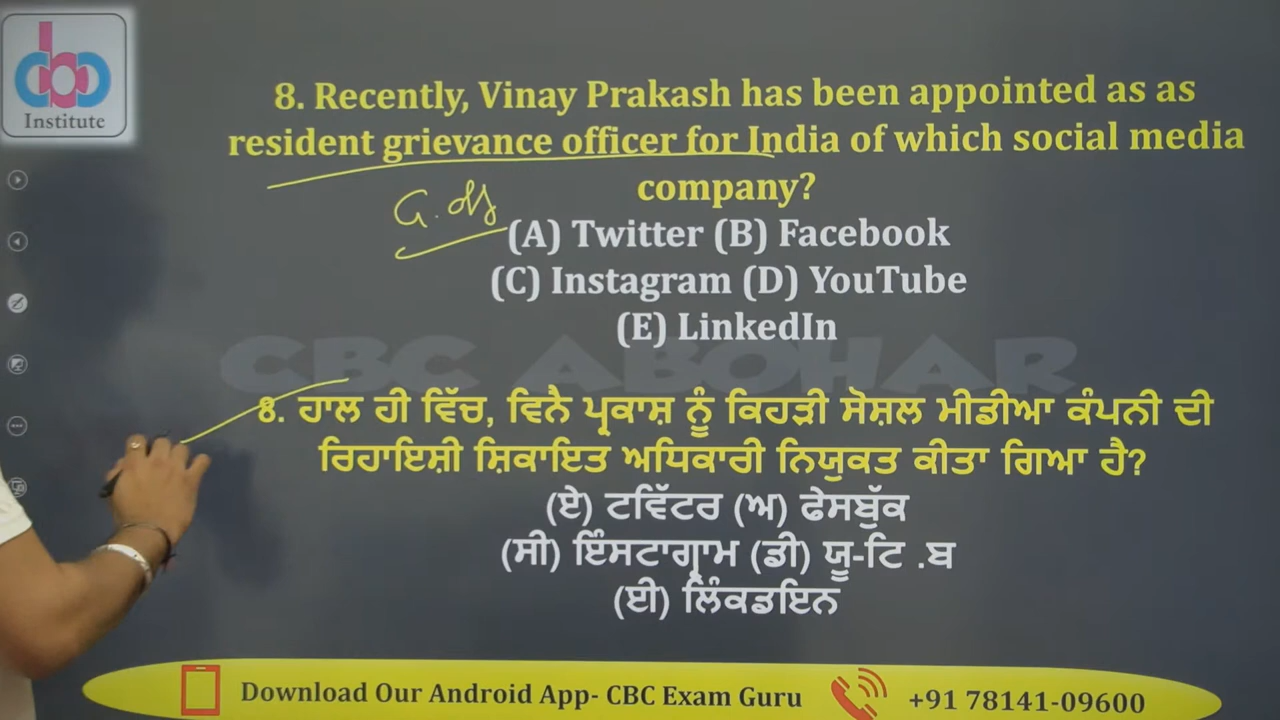 cbc
Institute
8. Recently, Vinay Prakash has been appointed as as
resident grievance officer for India of which social media
company?
G. Off
(A) Twitter (B) Facebook
(C) Instagram (D) YouTube
(E) LinkedIn
CBC ABOHAR
8. ਹਾਲ ਹੀ ਵਿੱਚ, ਵਿਨੈ ਪ੍ਰਕਾਸ਼ ਨੂੰ ਕਿਹੜੀ ਸੋਸ਼ਲ ਮੀਡੀਆ ਕੰਪਨੀ ਦੀ
ਰਿਹਾਇਸ਼ੀ ਸ਼ਿਕਾਇਤ ਅਧਿਕਾਰੀ ਨਿਯੁਕਤ ਕੀਤਾ ਗਿਆ ਹੈ?
(ਏ) ਟਵਿੱਟਰ (ਅ) ਫੇਸਬੁੱਕ
(ਸੀ) ਇੰਸਟਾਗ੍ਰਾਮ (ਡੀ) ਯੂ-ਟਿ .ਬ
(ਈ) ਲਿੰਕਡਇਨ
Download Our Android App- CBC Exam Guru
+91 78141-09600